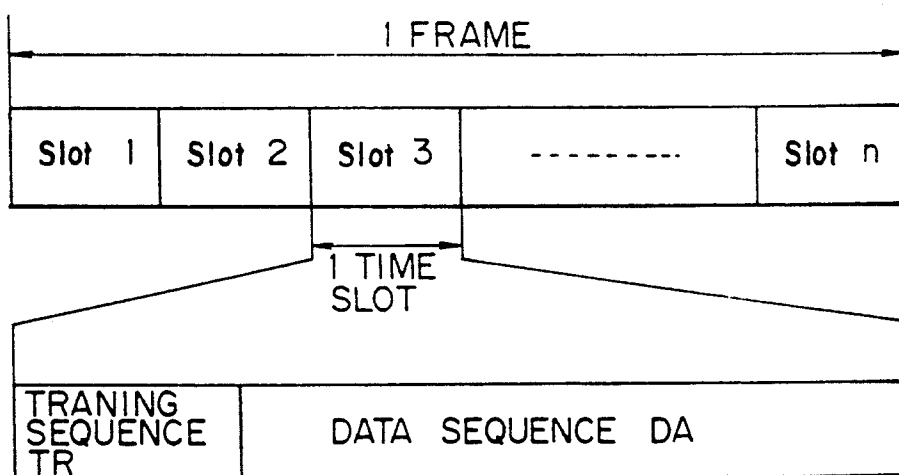 1 FRAME
Slot 1 Slot 2 Slot 3 --------- Slot n
1 TIME
SLOT
TRANING
SEQUENCE
TR
DATA SEQUENCE DA